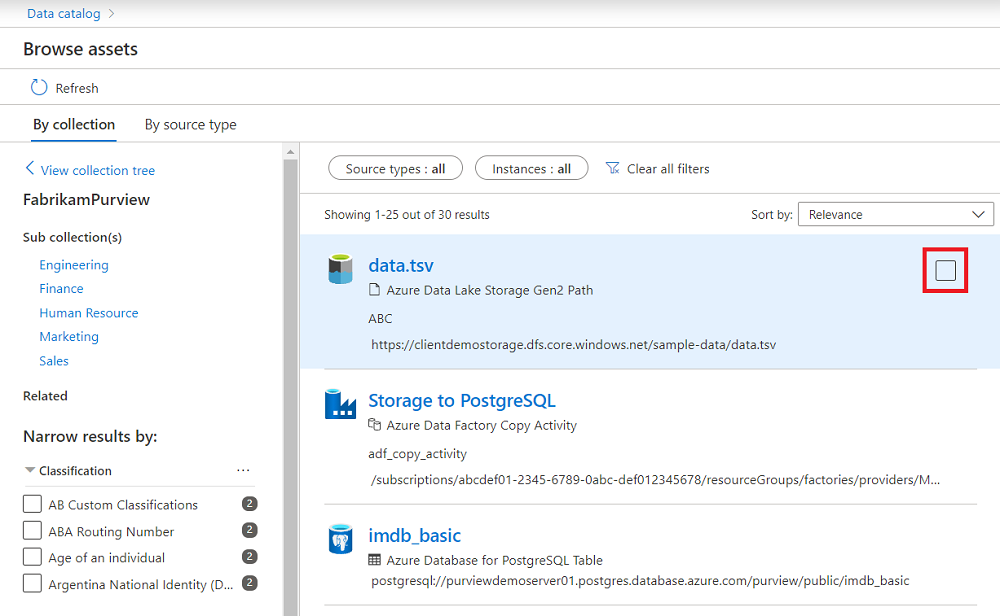 Data catalog
Browse assets
Refresh
By collection
By source type
View collection tree
FabrikamPurview
Sub collection(s)
Engineering
Finance
Human Resource
Marketing
Sales
Related
Narrow results by:
Classification ...
AB Custom Classifications 2
ABA Routing Number 2
Age of an individual 2
Argentina National Identity (D... 2
Source types : all
Instances : all
Clear all filters
Showing 1-25 out of 30 results
Sort by: Relevance
data.tsv
Azure Data Lake Storage Gen2 Path
ABC
https://clientdemostorage.dfs.core.windows.net/sample-data/data.tsv
Storage to PostgreSQL
Azure Data Factory Copy Activity
adf_copy_activity
/subscriptions/abcdef01-2345-6789-0abc-def012345678/resourceGroups/factories/providers/M...
imdb_basic
Azure Database for PostgreSQL Table
postgresql://purviewdemoserver01.postgres.database.azure.com/purview/public/imdb_basic